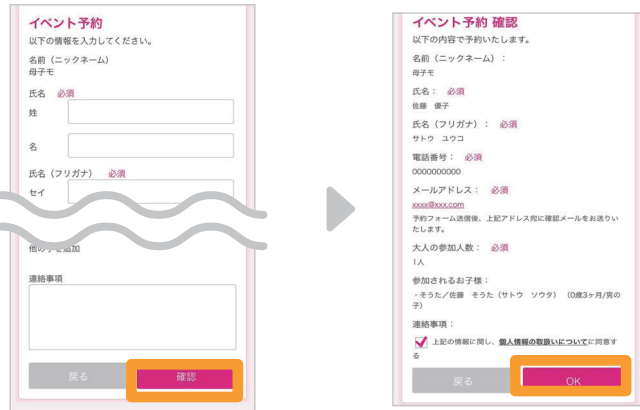 イベント予約
以下の情報を入力してください。
名前（ニックネーム）
母子モ
氏名 必須
姓
名
氏名（フリガナ） 必須
セイ
他の子を追加
連絡事項
戻る 確認
イベント予約 確認
以下の内容で予約いたします。
名前（ニックネーム）：
母子モ
氏名： 必須
佐藤 優子
氏名（フリガナ）： 必須
サトウ ユウコ
電話番号： 必須
0000000000
メールアドレス： 必須
xxxx@xxx.com
予約フォーム送信後、上記アドレス宛に確認メールをお送りい
たします。
大人の参加人数： 必須
1人
参加されるお子様：
・そうた／佐藤 そうた（サトウ ソウタ）（0歳3ヶ月/男の
子）
連絡事項：
上記の情報に関し、個人情報の取扱いについてに同意す
る
戻る OK